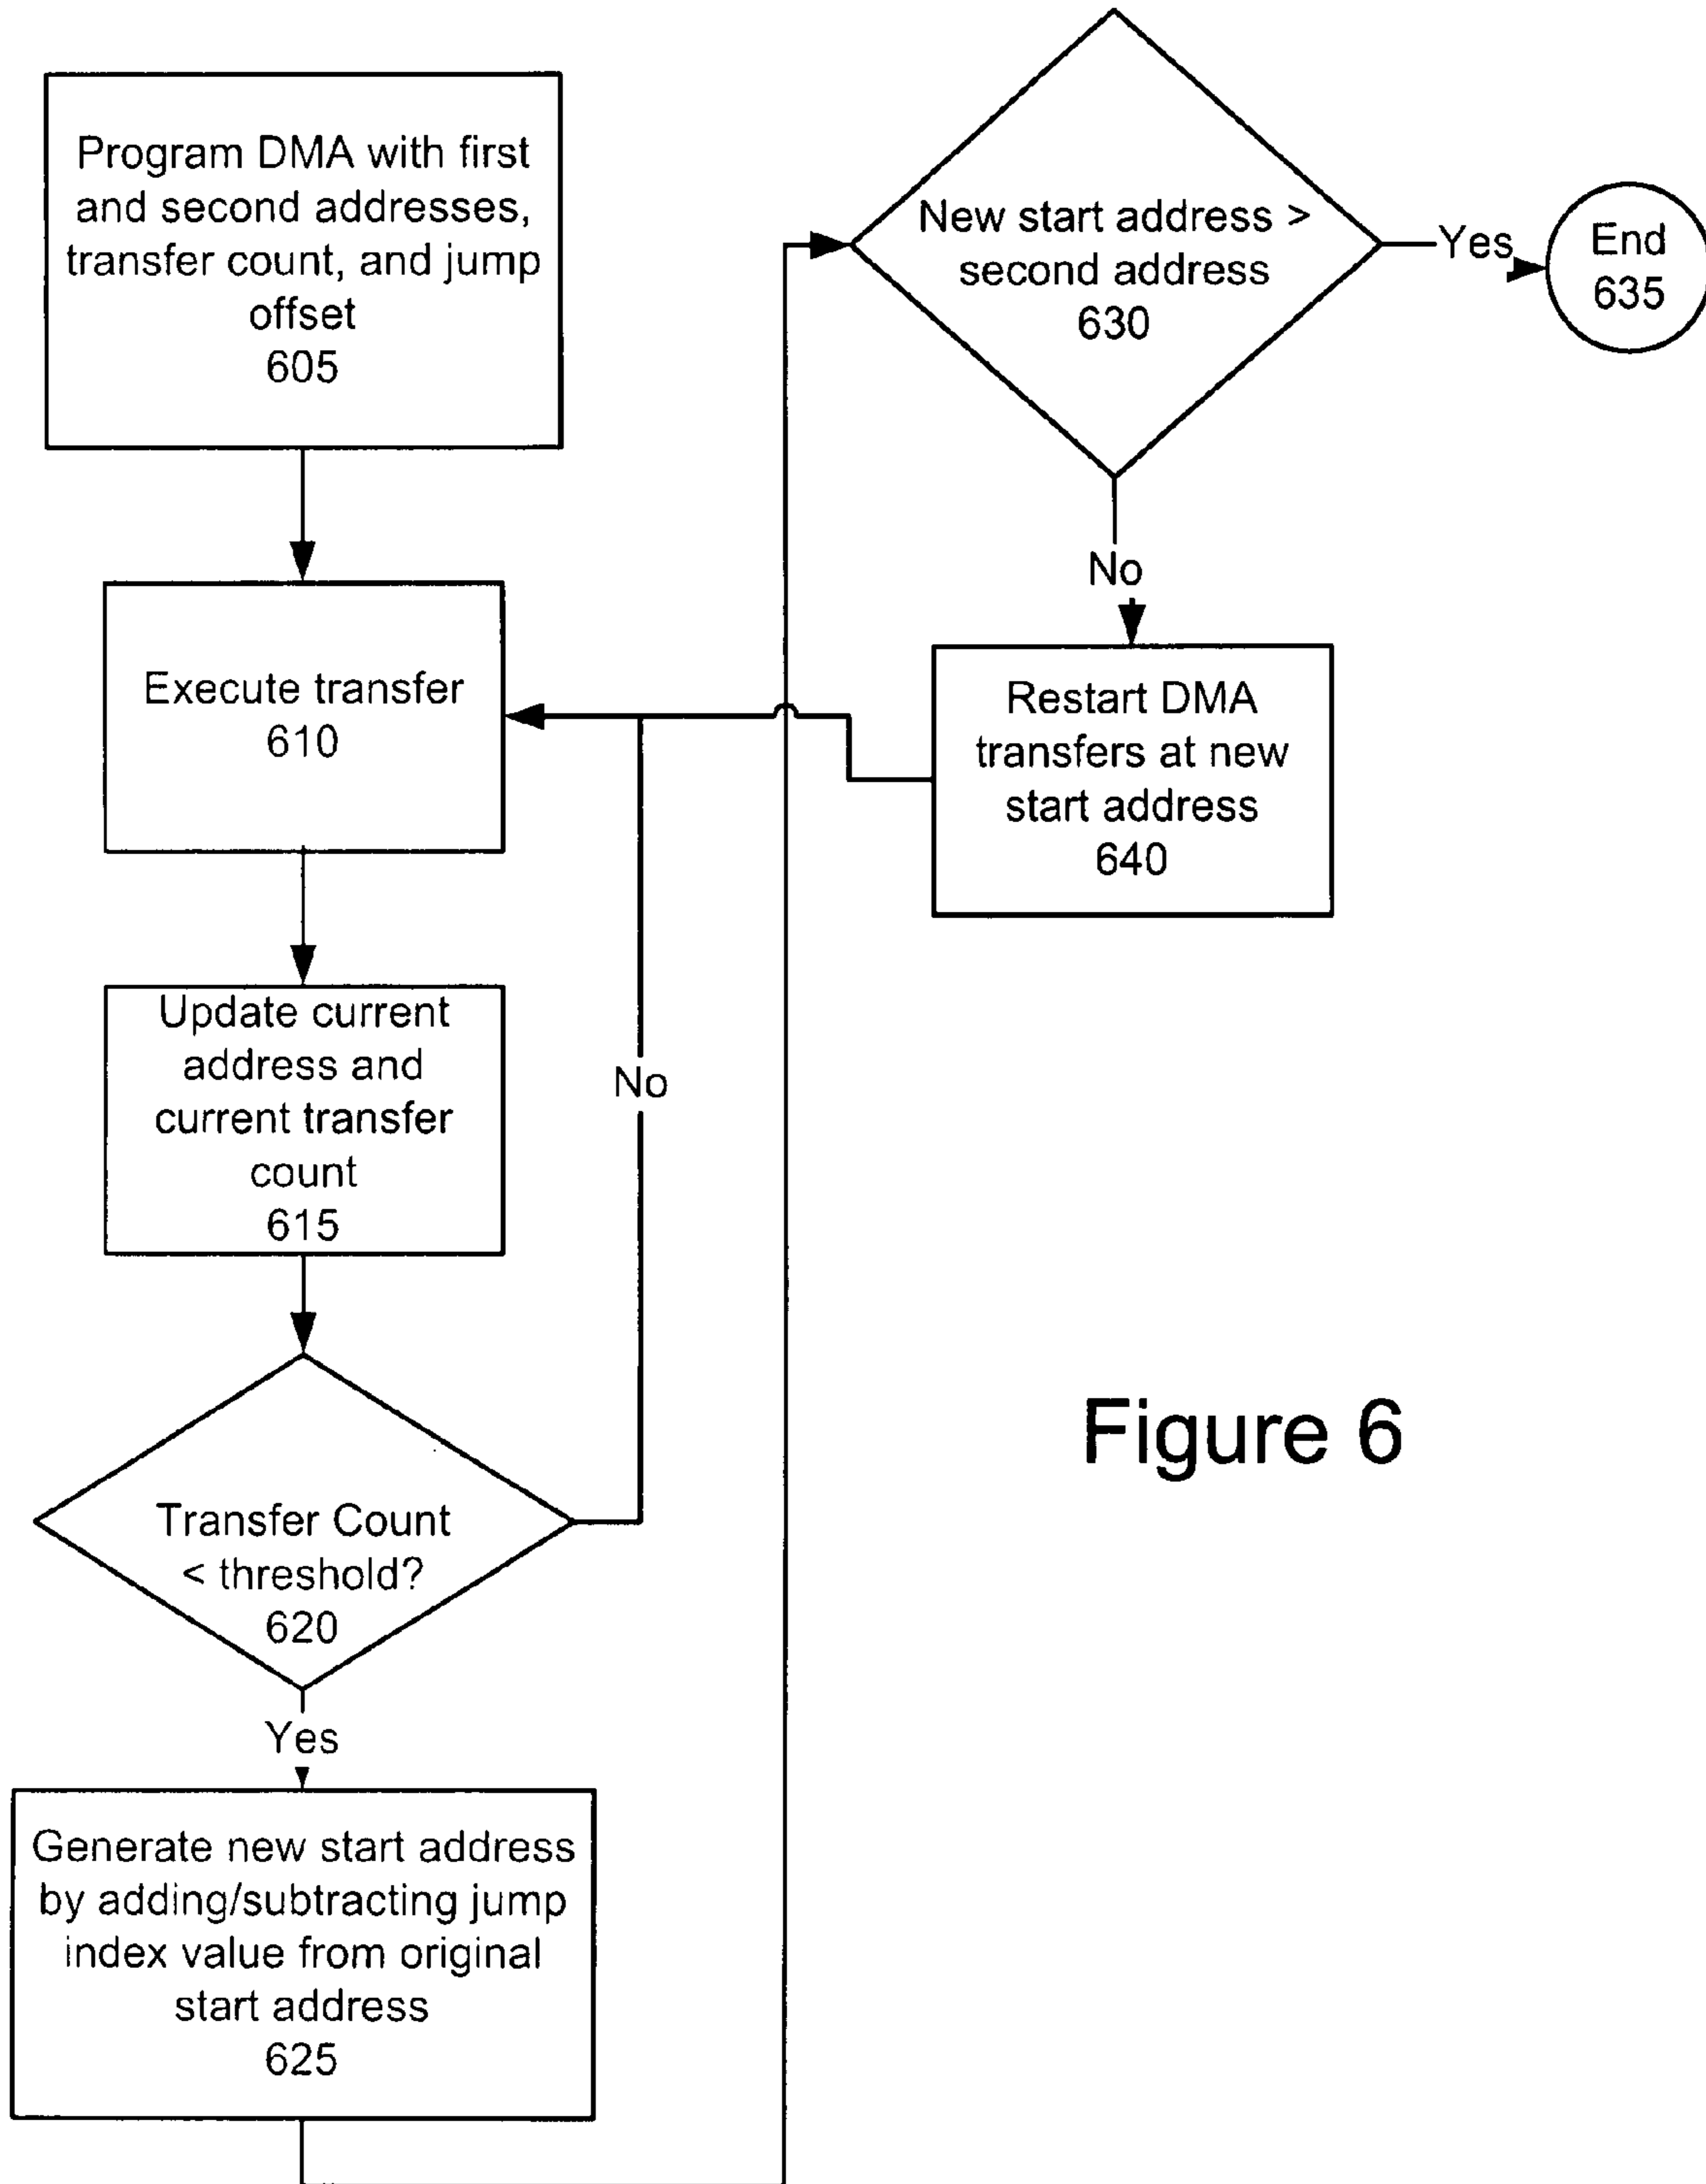 Program DMA with first
and second addresses,
transfer count, and jump
offset
605
Execute transfer
610
Update current
address and
current transfer
count
615
Transfer Count
< threshold?
620
No
Yes
Generate new start address
by adding/subtracting jump
index value from original
start address
625
New start address >
second address
630
Yes
End
635
No
Restart DMA
transfers at new
start address
640
Figure 6